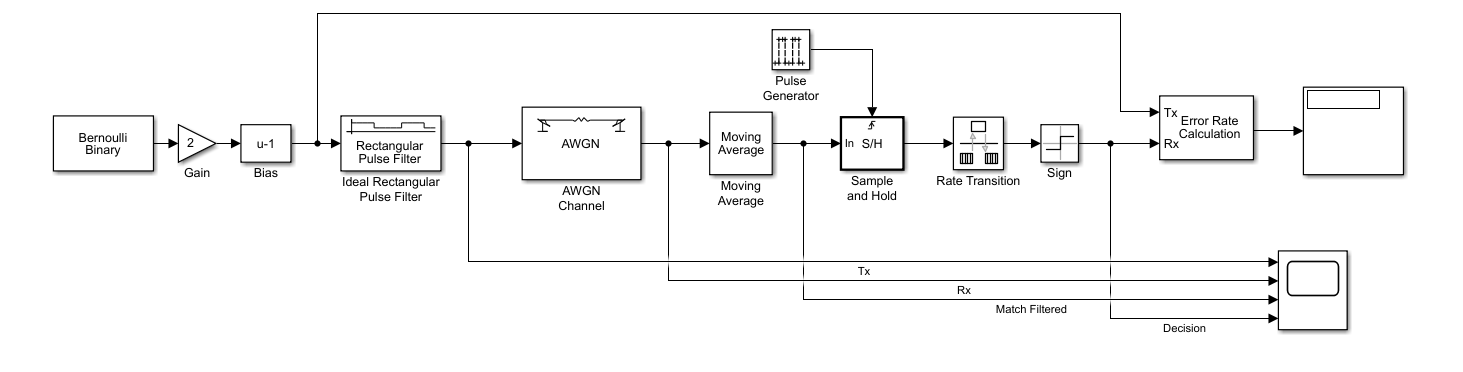 Pulse
Generator
Bernoulli
Binary
2
Gain
u-1
Bias
Rectangular
Pulse Filter
Ideal Rectangular
Pulse Filter
AWGN
AWGN
Channel
Moving
Average
Moving
Average
In
S/H
Sample
and Hold
Rate Transition
Sign
Tx
Rx
Error Rate
Calculation
Tx
Rx
Match Filtered
Decision